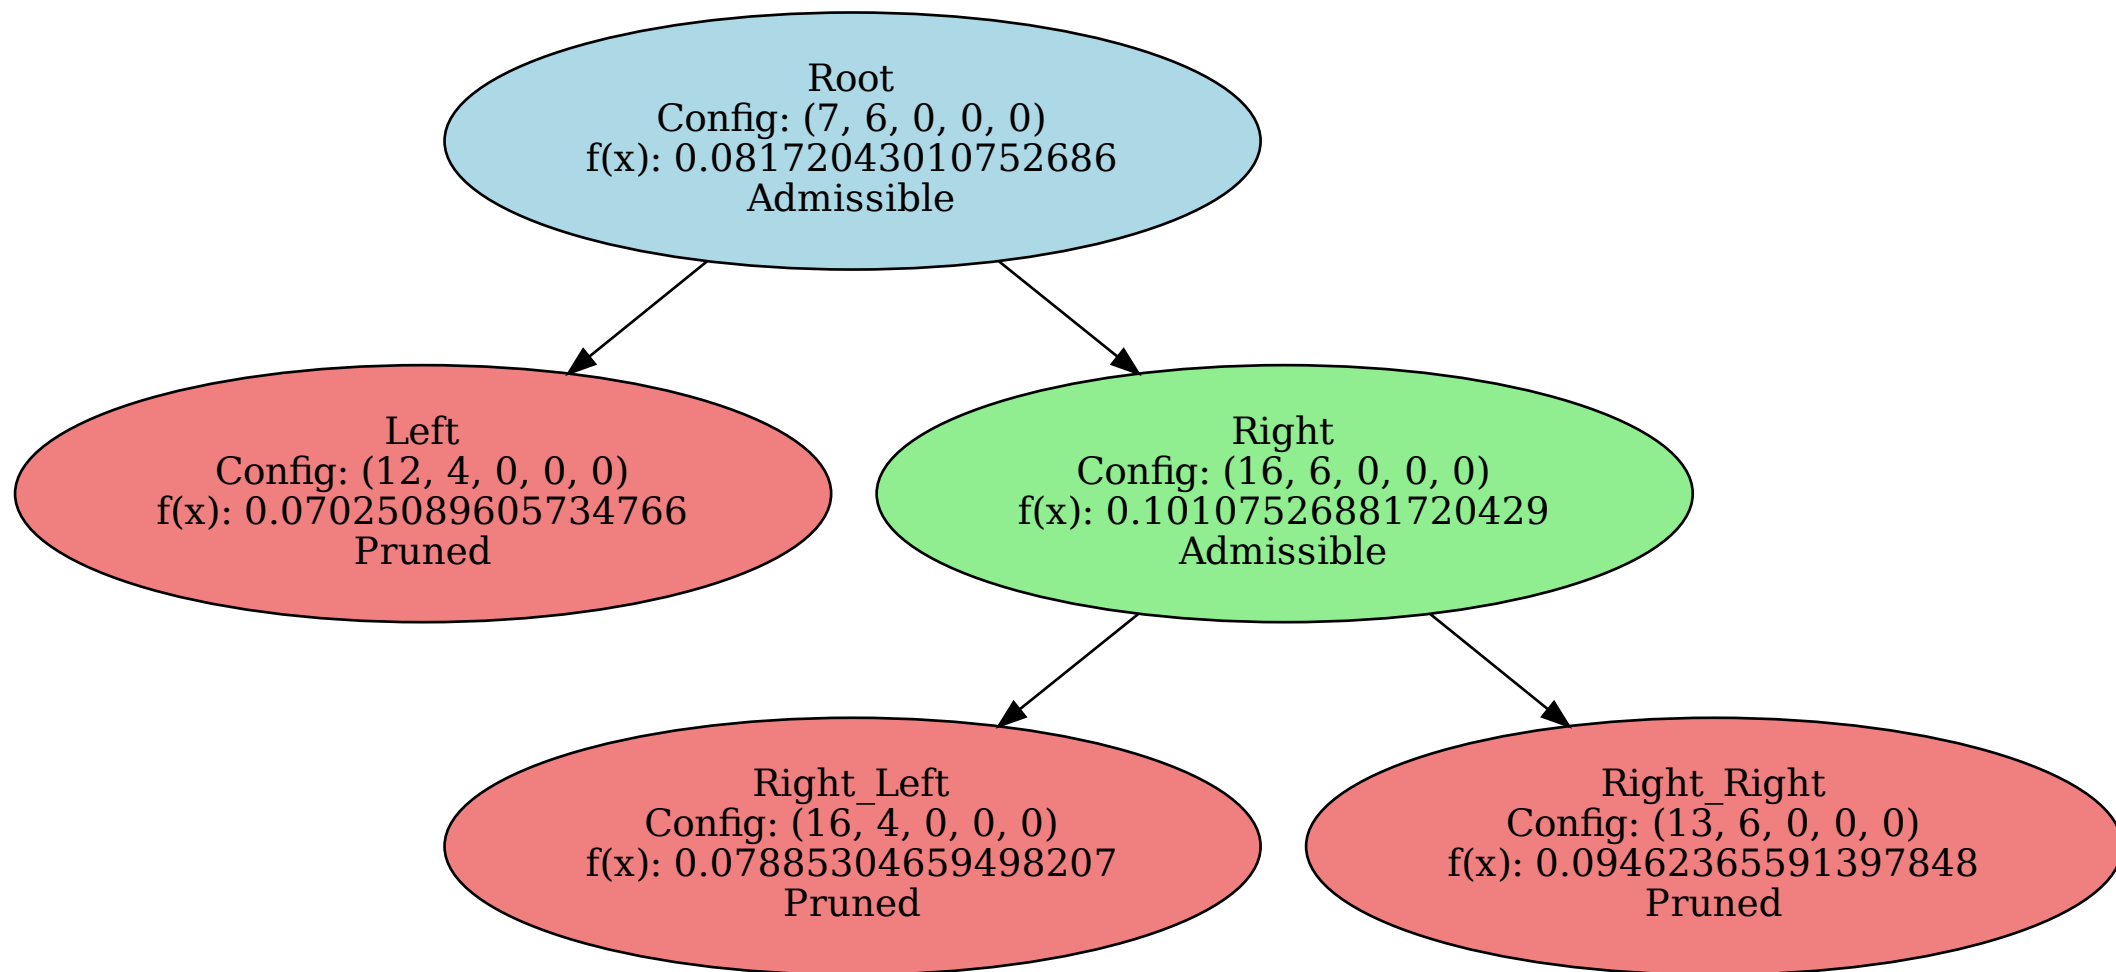 Root
Config: (7, 6, 0, 0, 0)
f(x): 0.08172043010752686
Admissible
Left
Config: (12, 4, 0, 0, 0)
f(x): 0.07025089605734766
Pruned
Right
Config: (16, 6, 0, 0, 0)
f(x): 0.10107526881720429
Admissible
Right_Left
Config: (16, 4, 0, 0, 0)
f(x): 0.07885304659498207
Pruned
Right_Right
Config: (13, 6, 0, 0, 0)
f(x): 0.09462365591397848
Pruned